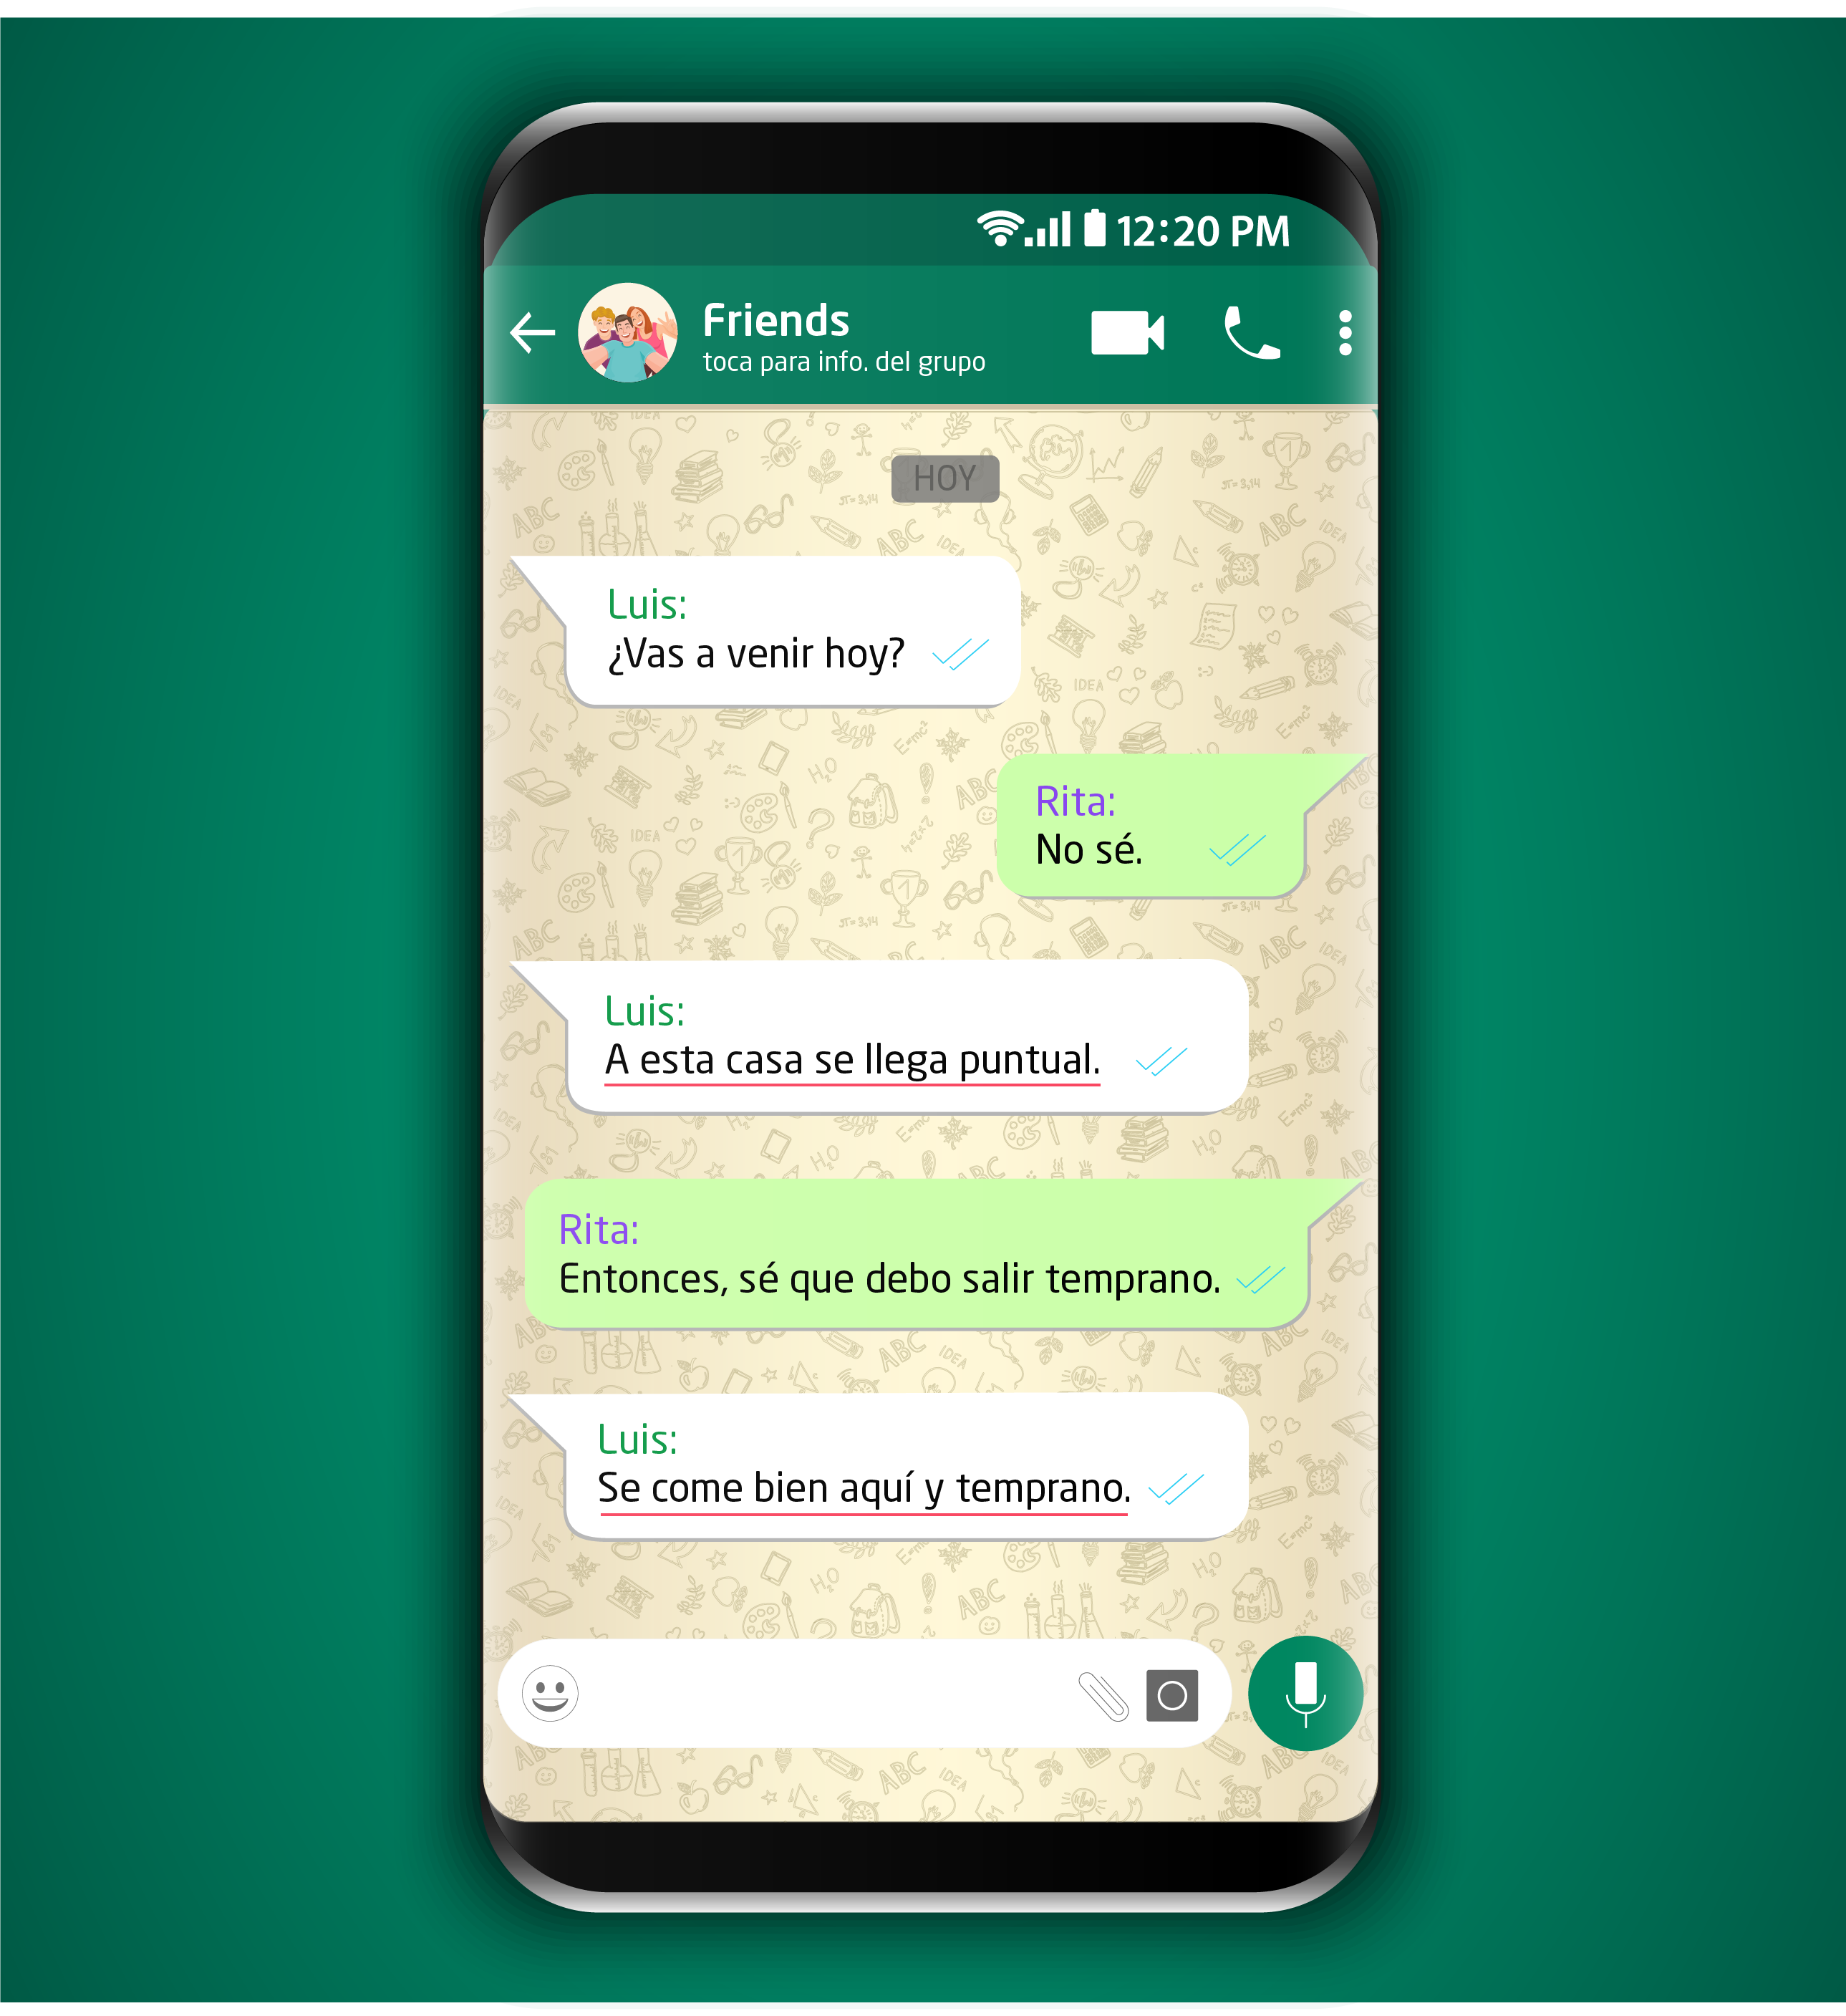 12:20 PM
Friends
toca para info. del grupo
HOY
Luis:
¿Vas a venir hoy?
Rita:
No sé.
Luis:
A esta casa se llega puntual.
Rita:
Entonces, sé que debo salir temprano.
Luis:
Se come bien aquí y temprano.